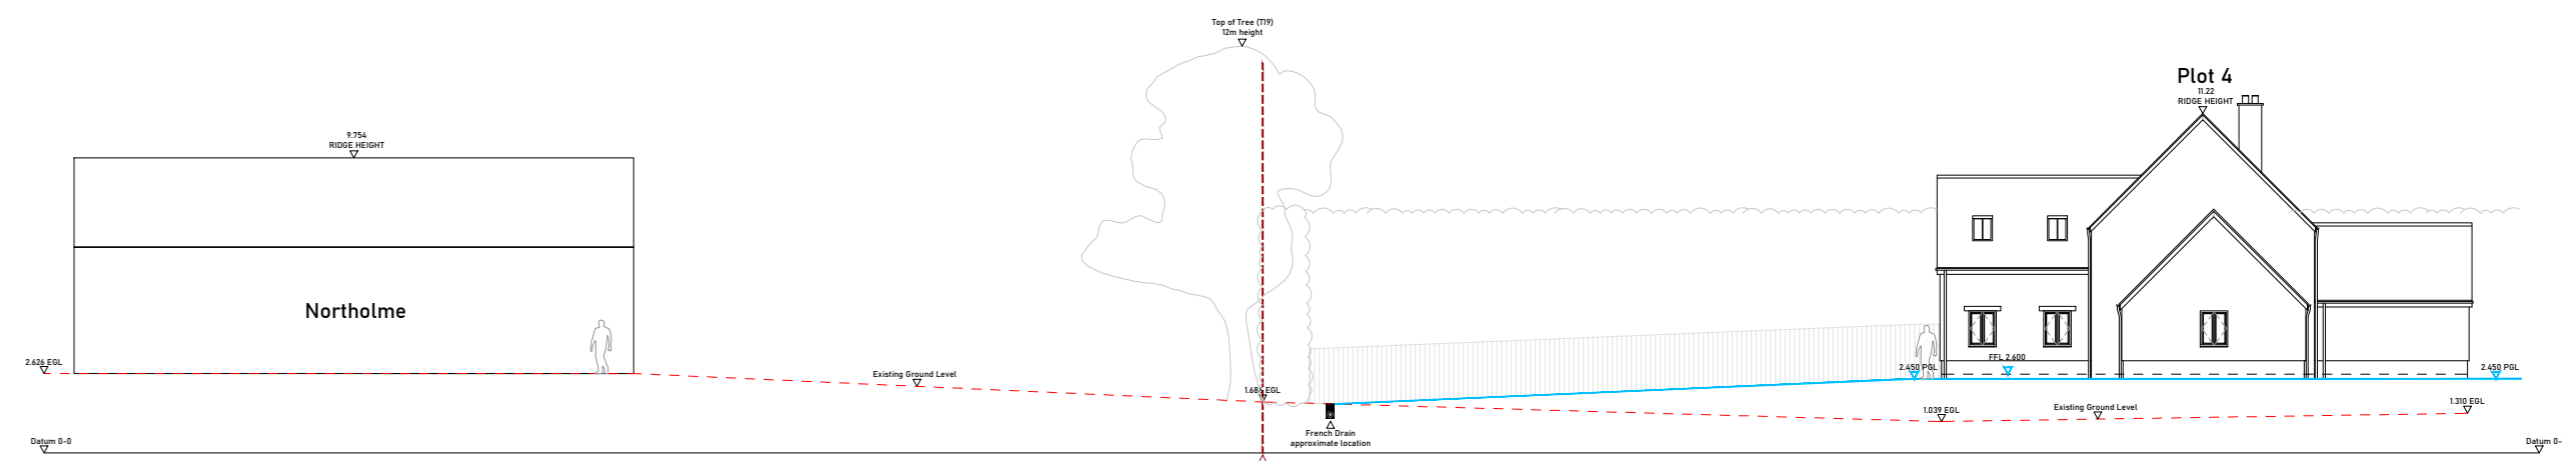 Top of Tree (T19)
12m height
Plot 4
11.22
RIDGE HEIGHT
9.754
RIDGE HEIGHT
Northolme
2.626 EGL
Existing Ground Level
FFL 2.600
2.450 PGL
2.450 PGL
EGL
1.039 EGL
Existing Ground Level
1.310 EGL
French Drain
approximate location
Datum 0-0
Datum 0-